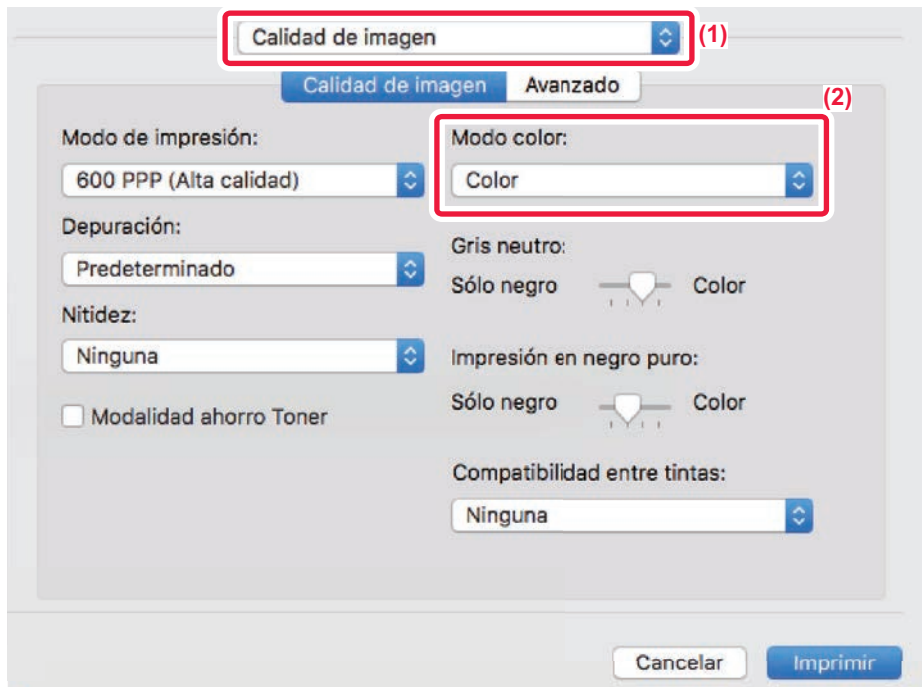 Calidad de imagen
(1)
Calidad de imagen
Avanzado
(2)
Modo de impresión:
600 PPP (Alta calidad)
Depuración:
Predeterminado
Nitidez:
Ninguna
Modalidad ahorro Toner
Modo color:
Color
Gris neutro:
Sólo negro Color
Impresión en negro puro:
Sólo negro Color
Compatibilidad entre tintas:
Ninguna
Cancelar
Imprimir